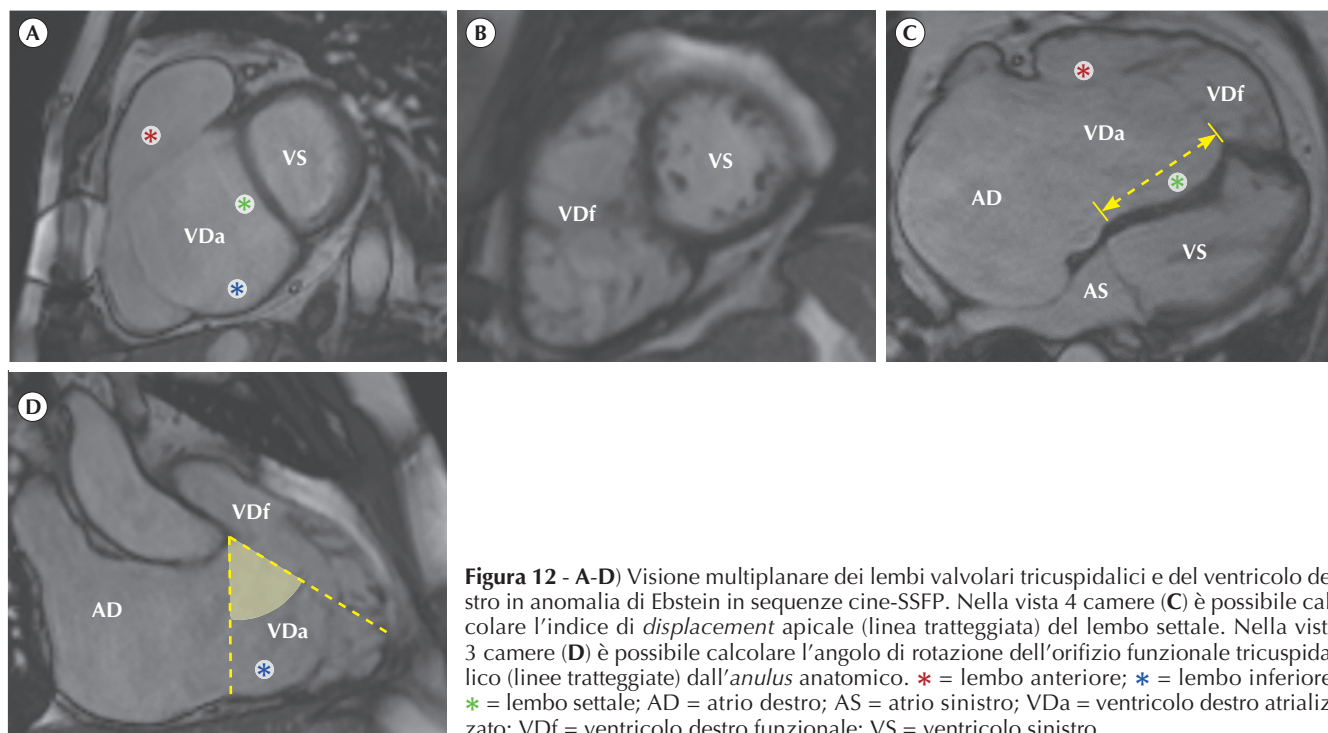 A
VS
VDa
B
VS
VDf
C
VDf
VDa
AD
VS
AS
D
VDf
AD
VDa
Figura 12 - A-D) Visione multiplanare dei lembi valvolari tricuspidalici e del ventricolo de
stro in anomalia di Ebstein in sequenze cine-SSFP. Nella vista 4 camere (C) è possibile cal
colare l'indice di displacement apicale (linea tratteggiata) del lembo settale. Nella vist
3 camere (D) è possibile calcolare l'angolo di rotazione dell'orifizio funzionale tricuspida
lico (linee tratteggiate) dall'anulus anatomico. * = lembo anteriore; * = lembo inferiore
* = lembo settale; AD = atrio destro; AS = atrio sinistro; VDa = ventricolo destro atrializ
zato; VDf = ventricolo destro funzionale; VS = ventricolo sinistro